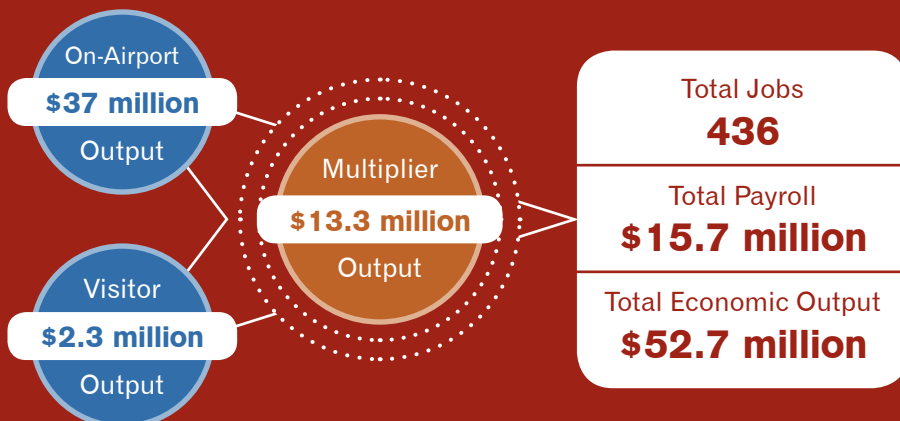 On-Airport
$37 million
Output
Visitor
$2.3 million
Output
Multiplier
$13.3 million
Output
Total Jobs
436
Total Payroll
$15.7 million
Total Economic Output
$52.7 million